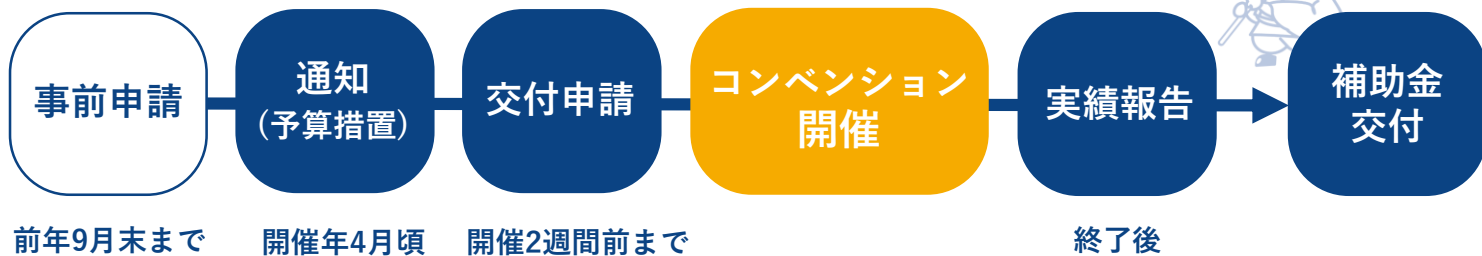 事前申請
通知
(予算措置)
交付申請
コンベンション
開催
実績報告
補助金
交付
前年9月末まで
開催年4月頃
開催2週間前まで
終了後